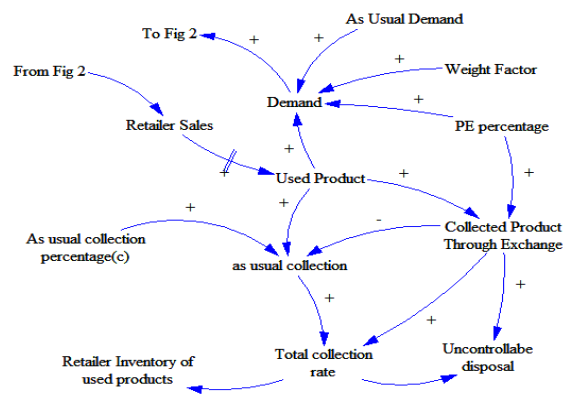 As Usual Demand
To Fig 2
+
+
From Fig 2
+
Weight Factor
Demand
+
Retailer Sales
PE percentage
+
+
Used Product
+
+
+
+
-
As usual collection
percentage(c)
Collected Product
Through Exchange
as usual collection
+
+
+
Total collection
rate
Uncontrollabe
disposal
Retailer Inventory of
used products